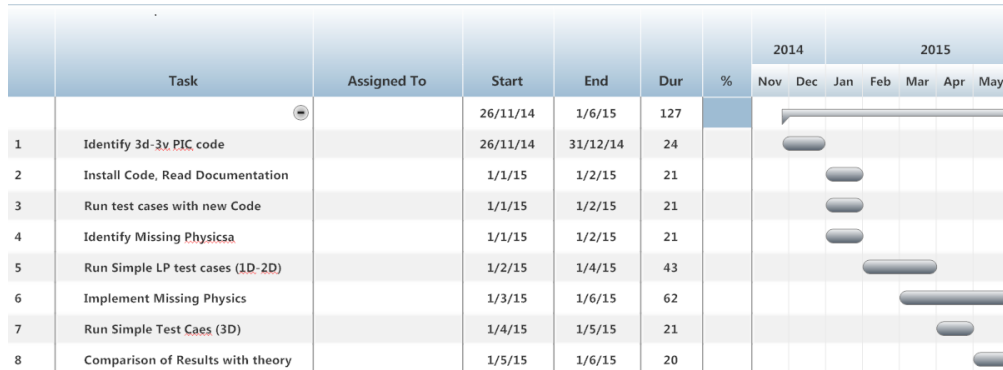 2014 2015
Task Assigned To Start End Dur % Nov Dec Jan Feb Mar Apr May
26/11/14 1/6/15 127
1 Identify 3d-3v PIC code 26/11/14 31/12/14 24
2 Install Code, Read Documentation 1/1/15 1/2/15 21
3 Run test cases with new Code 1/1/15 1/2/15 21
4 Identify Missing Physicsa 1/1/15 1/2/15 21
5 Run Simple LP test cases (1D-2D) 1/2/15 1/4/15 43
6 Implement Missing Physics 1/3/15 1/6/15 62
7 Run Simple Test Caes (3D) 1/4/15 1/5/15 21
8 Comparison of Results with theory 1/5/15 1/6/15 20